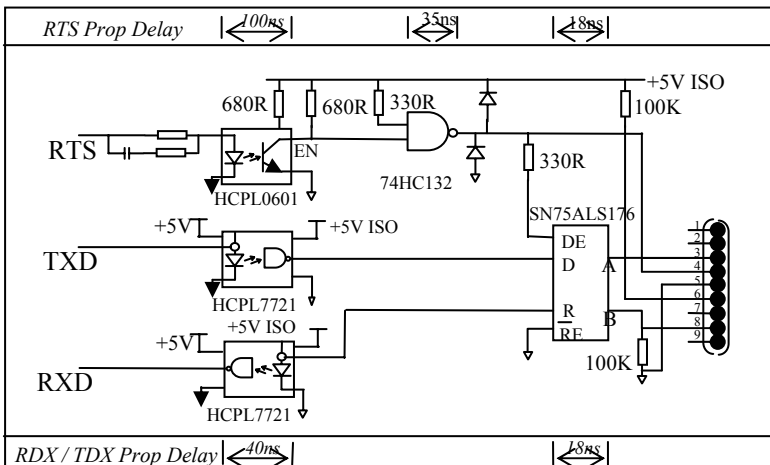 RTS Prop Delay 100ns 35ns 18ns
+5V ISO
680R 680R 330R 100K
RTS EN
330R
74HC132
HCPL0601
SN75ALS176
+5V +5V ISO
1
DE 2
TXD D A 3
4
5
HCPL7721
6
+5V ISO R B 7
+5V RE 8
9
RXD 100K
HCPL7721
RDX / TDX Prop Delay 40ns 18ns